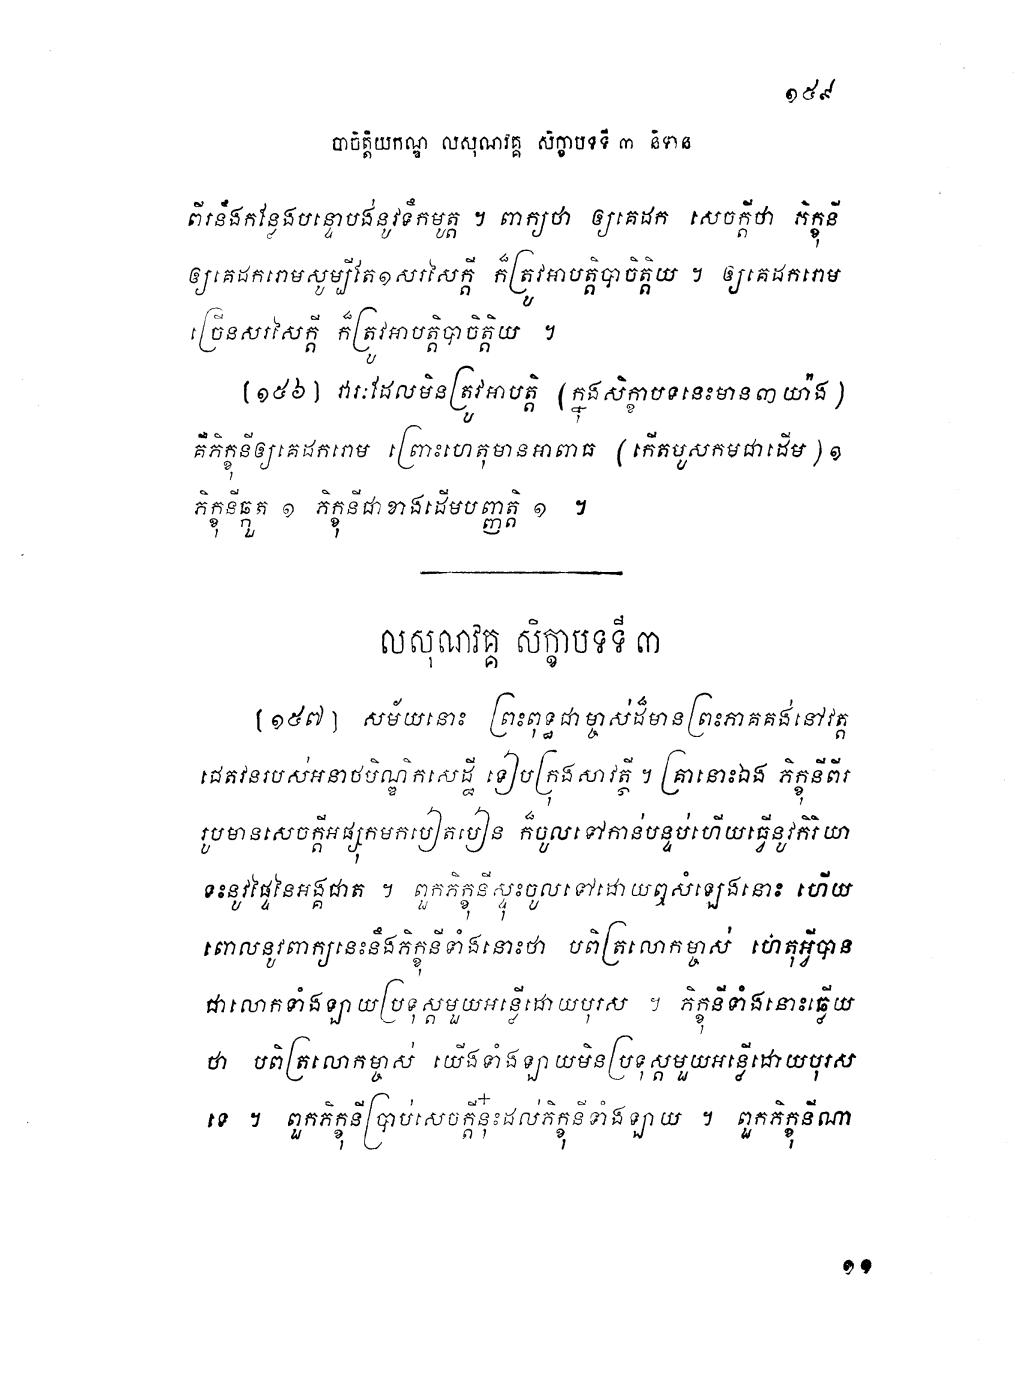 ១៥៩
បាចិត្តិយកណ្ឌ លសុណវគ្គ សិក្ខាបទទី ៣ និទាន
ពីរនឹងកន្លែងបន្ទោបង់នូវទឹកមូត្ត ។ ពាក្យថា ឲ្យគេដក សេចក្តីថា ភិក្ខុនី
ឲ្យគេដករោមសូម្បីតែ១សរសៃក្តី ក៏ត្រូវអាបត្តិបាចិត្តិយ ។ ឲ្យគេដករោម
ច្រើនសរសៃក្តី ក៏ត្រូវអាបត្តិបាចិត្តិយ ។
[១៥៦] វារៈដែលមិនត្រូវអាបត្តិ (ក្នុងសិក្ខាបទនេះមាន៣យ៉ាង)
គឺភិក្ខុនីឲ្យគេដករោម ព្រោះហេតុមានអាពាធ (កើតបូសកមជាដើម) ១
ភិក្ខុនីឆ្កួត ១ ភិក្ខុនីជាខាងដើមបញ្ញត្តិ ១ ។
លសុណវគ្គ សិក្ខាបទទី ៣
[១៥៧] សម័យនោះ ព្រះពុទ្ធជាម្ចាស់ដ៏មានព្រះភាគគង់នៅវត្ត
ជេតវនរបស់អនាថបិណ្ឌិកសេដ្ឋី ទៀបក្រុងសាវត្ថី ។ គ្រានោះឯង ភិក្ខុនីពីរ
រូបមានសេចក្តីអផ្សុកមកបៀតបៀន ក៏ចូលទៅកាន់បន្ទប់ហើយធ្វើនូវកិរិយា
ទះនូវផ្ទៃនៃអង្គជាត ។ ពួកភិក្ខុនីស្ទុះចូលទៅដោយឮសំឡេងនោះ ហើយ
ពោលនូវពាក្យនេះនឹងភិក្ខុនីទាំងនោះថា បពិត្រលោកម្ចាស់ ហេតុអ្វីបាន
ជាលោកទាំងឡាយប្រទុស្តមួយអន្លើដោយបុរស ។ ភិក្ខុនីទាំងនោះឆ្លើយ
ថា បពិត្រលោកម្ចាស់ យើងទាំងឡាយមិនប្រទុស្តមួយអន្លើដោយបុរស
ទេ ។ ពួកភិក្ខុនីប្រាប់សេចក្តីនុ៎ះដល់ភិក្ខុនីទាំងឡាយ ។ ពួកភិក្ខុនីណា
១១